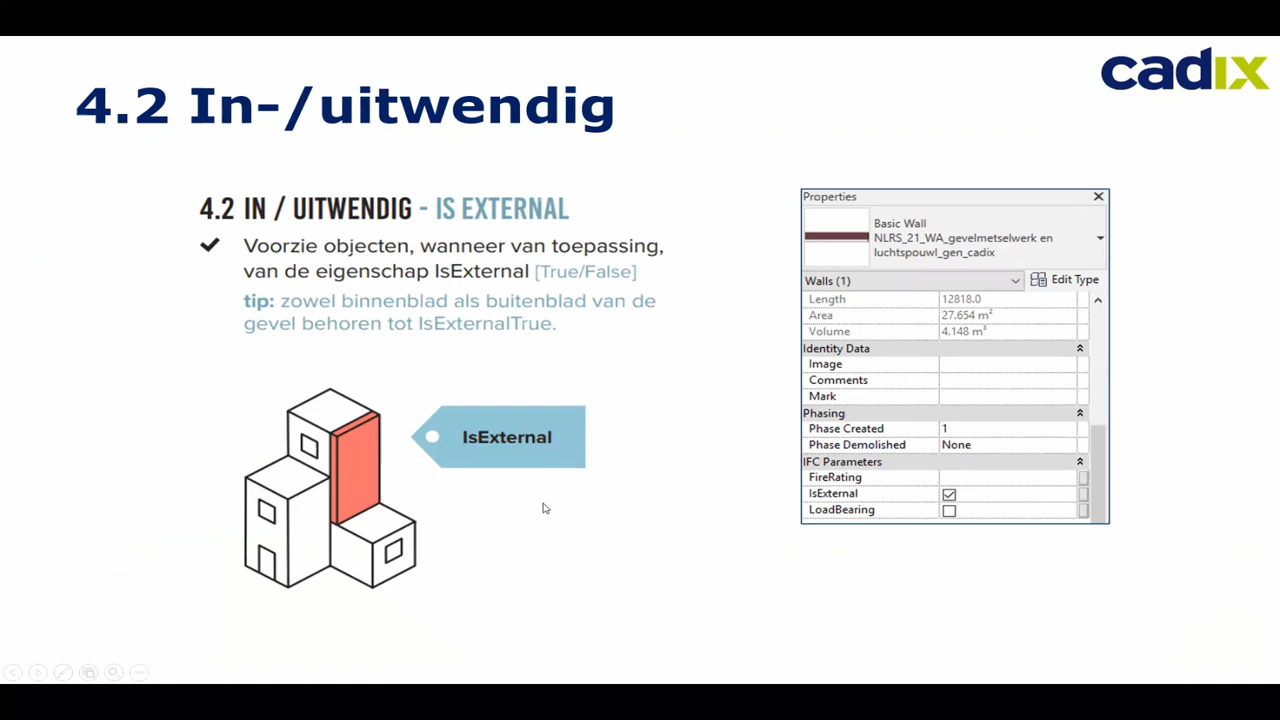 cadix
4.2 In-/uitwendig
4.2 IN / UITWENDIG - IS EXTERNAL
Voorzie objecten, wanneer van toepassing,
van de eigenschap IsExternal [True/False]
tip: zowel binnenblad als buitenblad van de
gevel behoren tot IsExternalTrue.
IsExternal
Properties
Basic Wall
NLRS_21_WA_gevelmetselwerk en
luchtspouwl_gen_cadix
Walls (1)
Edit Type
Length 12818.0
Area 27.654 m²
Volume 4.148 m³
Identity Data
Image
Comments
Mark
Phasing
Phase Created 1
Phase Demolished None
IFC Parameters
FireRating
IsExternal
LoadBearing